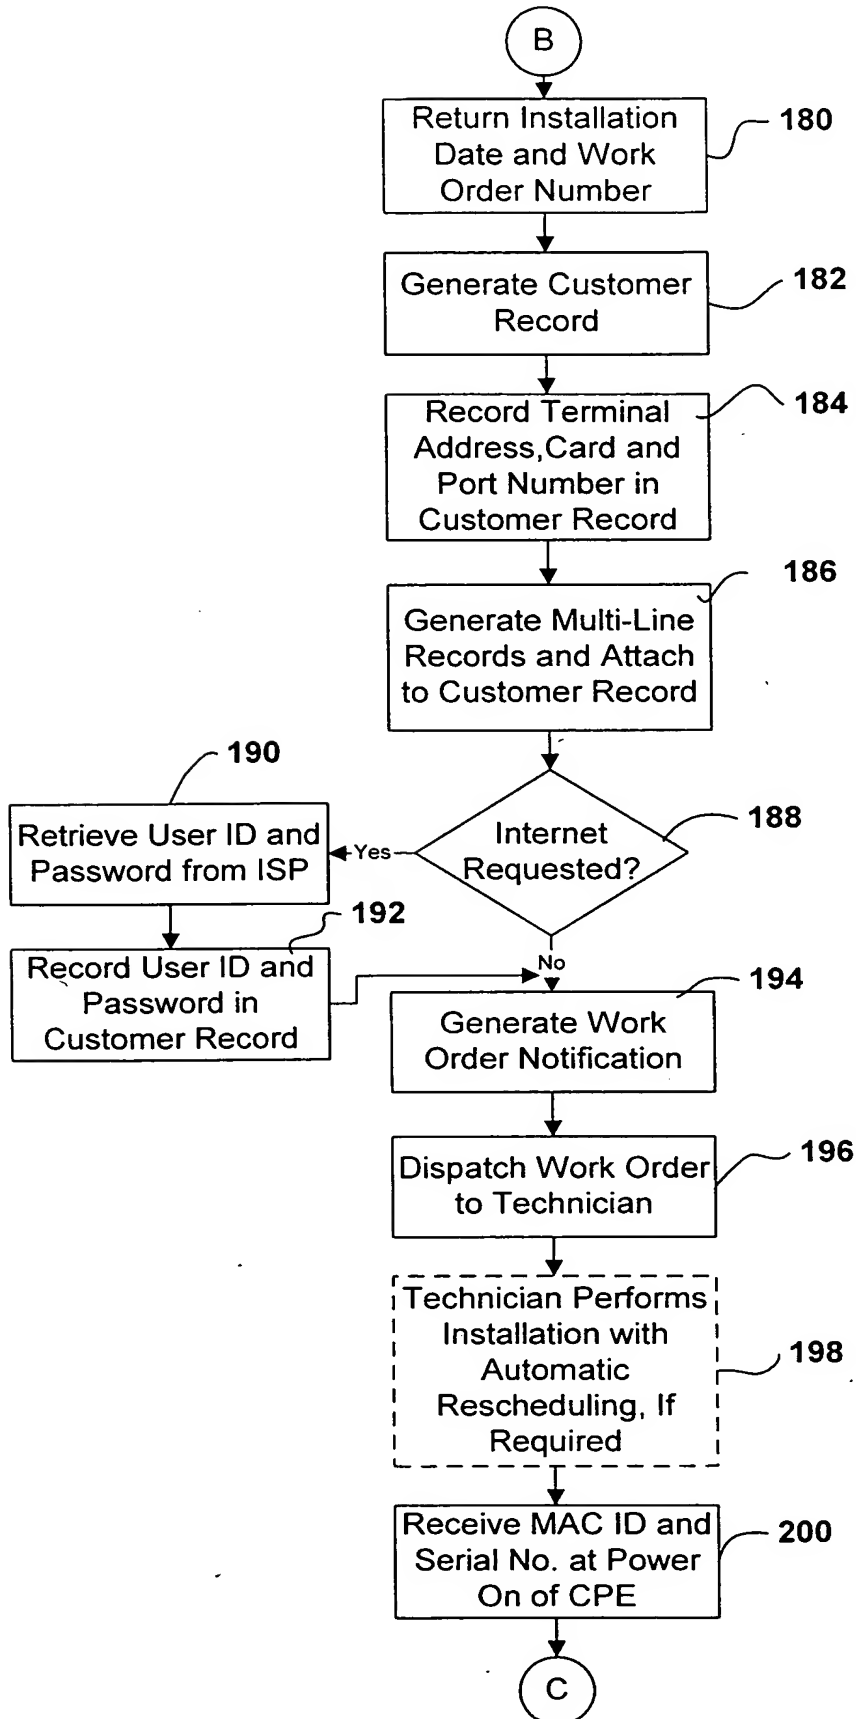 B
Return Installation
Date and Work
Order Number
180
Generate Customer
Record
182
Record Terminal
Address,Card and
Port Number in
Customer Record
184
Generate Multi-Line
Records and Attach
to Customer Record
186
Internet
Requested?
188
Yes
190
Retrieve User ID and
Password from ISP
192
Record User ID and
Password in
Customer Record
No
194
Generate Work
Order Notification
Dispatch Work Order
to Technician
196
Technician Performs
Installation with
Automatic
Rescheduling, If
Required
198
Receive MAC ID and
Serial No. at Power
On of CPE
200
C